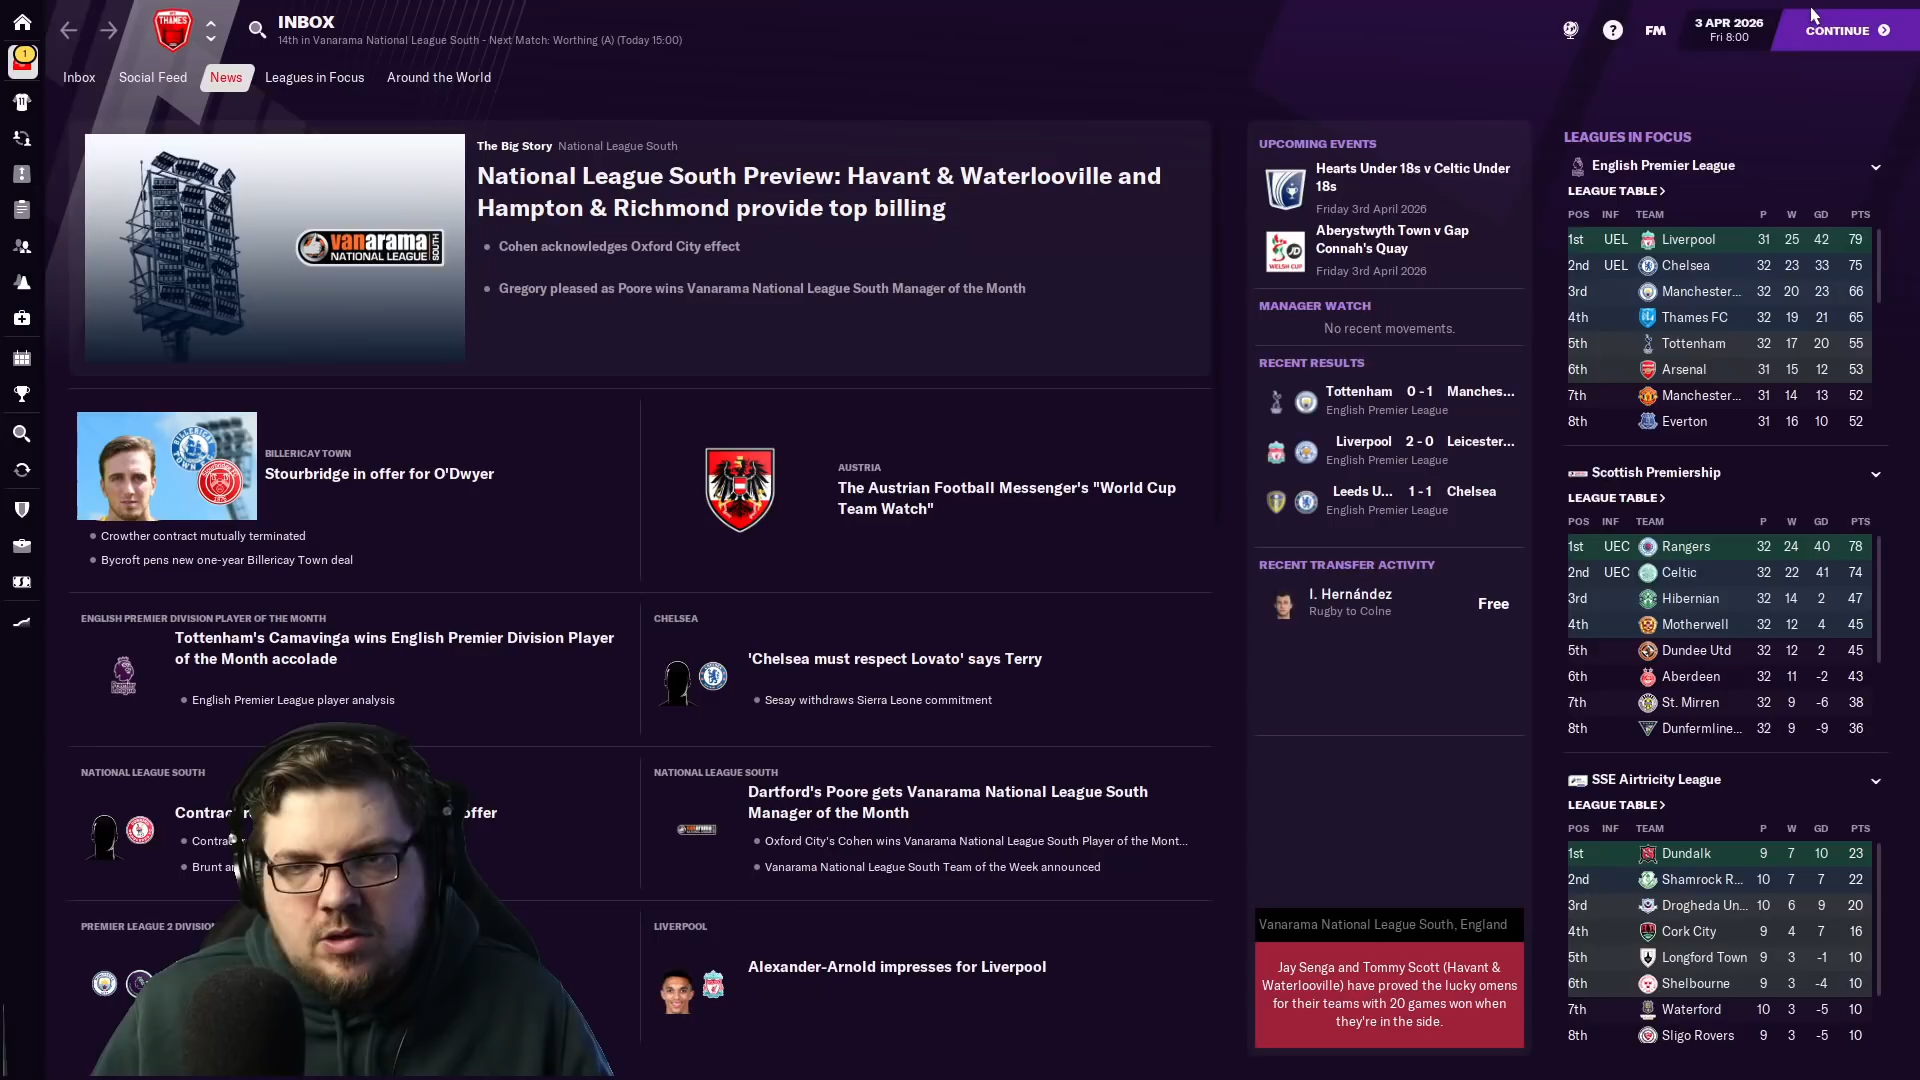 INBOX
14th in Vanarama National League South - Next Match: Worthing (A) (Today 15:00)
FM
3 APR 2026
Fri 8:00
CONTINUE
1
Inbox
Social Feed
News
Leagues in Focus
Around the World
The Big Story National League South
National League South Preview: Havant & Waterlooville and
Hampton & Richmond provide top billing
Cohen acknowledges Oxford City effect
Gregory pleased as Poore wins Vanarama National League South Manager of the Month
vanarama
NATIONAL LEAGUE
SOUTH
BILLERICAY TOWN
Stourbridge in offer for O'Dwyer
Crowther contract mutually terminated
Bycroft pens new one-year Billericay Town deal
AUSTRIA
The Austrian Football Messenger's "World Cup
Team Watch"
ENGLISH PREMIER DIVISION PLAYER OF THE MONTH
Tottenham's Camavinga wins English Premier Division Player
of the Month accolade
English Premier League player analysis
CHELSEA
'Chelsea must respect Lovato' says Terry
Sesay withdraws Sierra Leone commitment
NATIONAL LEAGUE SOUTH
offer
NATIONAL LEAGUE SOUTH
Dartford's Poore gets Vanarama National League South
Manager of the Month
Oxford City's Cohen wins Vanarama National League South Player of the Mont...
Vanarama National League South Team of the Week announced
PREMIER LEAGUE 2
LIVERPOOL
Alexander-Arnold impresses for Liverpool
UPCOMING EVENTS
Hearts Under 18s v Celtic Under
18s
Friday 3rd April 2026
Aberystwyth Town v Gap
Connah's Quay
Friday 3rd April 2026
MANAGER WATCH
No recent movements.
RECENT RESULTS
Tottenham 0 - 1 Manches...
English Premier League
Liverpool 2 - 0 Leicester...
English Premier League
Leeds U... 1 - 1 Chelsea
English Premier League
RECENT TRANSFER ACTIVITY
I. Hernández
Rugby to Colne
Free
Vanarama National League South, England
Jay Senga and Tommy Scott (Havant &
Waterlooville) have proved the lucky omens
for their teams with 20 games won when
they're in the side.
LEAGUES IN FOCUS
English Premier League
LEAGUE TABLE >
POS INF TEAM P W GD PTS
1st UEL Liverpool 31 25 42 79
2nd UEL Chelsea 32 23 33 75
3rd Manchester... 32 20 23 66
4th Thames FC 32 19 21 65
5th Tottenham 32 17 20 55
6th Arsenal 31 15 12 53
7th Manchester... 31 14 13 52
8th Everton 31 16 10 52
Scottish Premiership
LEAGUE TABLE >
POS INF TEAM P W GD PTS
1st UEC Rangers 32 24 40 78
2nd UEC Celtic 32 22 41 74
3rd Hibernian 32 14 2 47
4th Motherwell 32 12 4 45
5th Dundee Utd 32 12 2 45
6th Aberdeen 32 11 -2 43
7th St. Mirren 32 9 -6 38
8th Dunfermline... 32 9 -9 36
SSE Airtricity League
LEAGUE TABLE >
POS INF TEAM P W GD PTS
1st Dundalk 9 7 10 23
2nd Shamrock R... 10 7 7 22
3rd Drogheda Un... 10 6 9 20
4th Cork City 9 4 7 16
5th Longford Town 9 3 -1 10
6th Shelbourne 9 3 -4 10
7th Waterford 10 3 -5 10
8th Sligo Rovers 9 3 -5 10